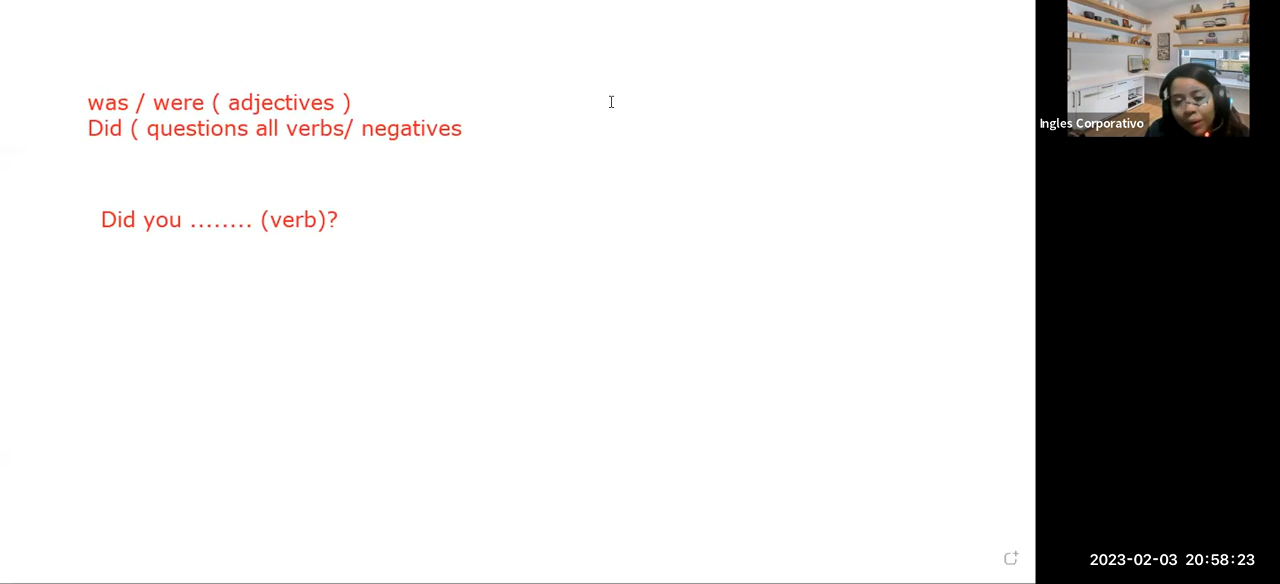 was / were ( adjectives )
Did ( questions all verbs/ negatives
Did you ........ (verb)?
Ingles Corporativo
2023-02-03 20:58:23